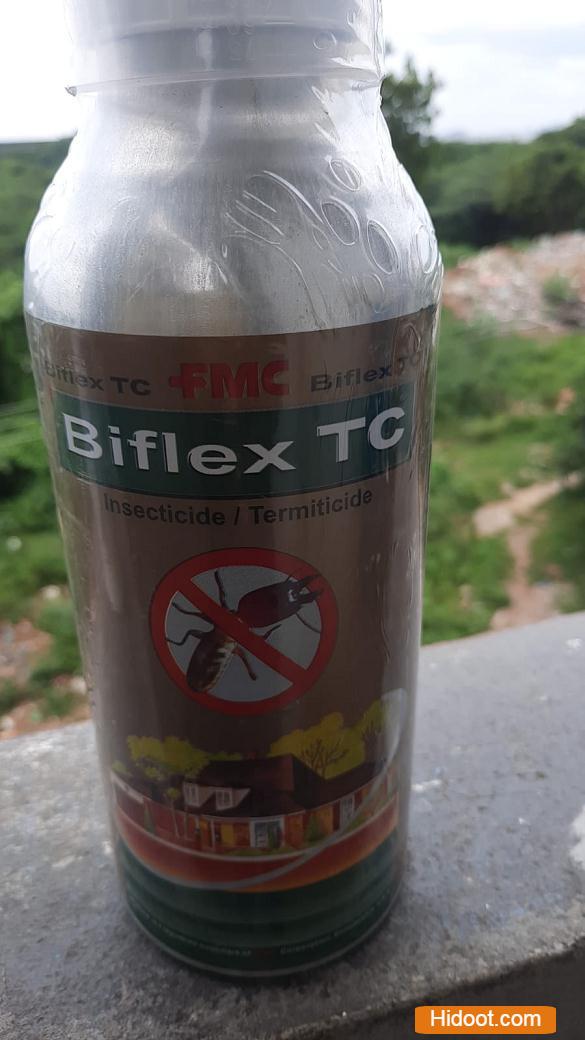 Biflex TC FMC Biflex TC
Biflex TC
Insecticide / Termiticide
Hidoot.com